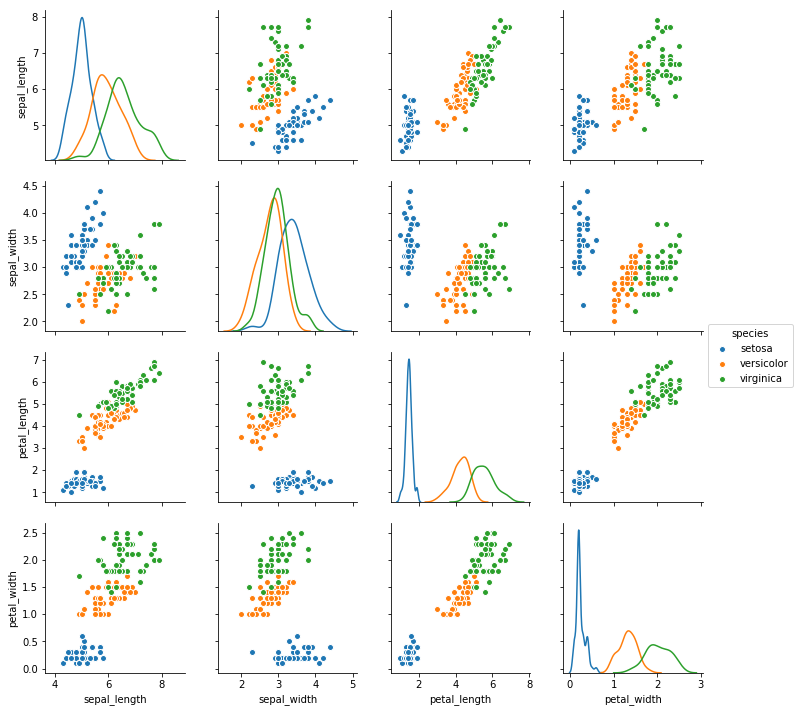 sepal_length
8
7
6
5
sepal_width
4.5
4.0
3.5
3.0
2.5
2.0
species
setosa
versicolor
virginica
petal_length
7
6
5
4
3
2
1
petal_width
2.5
2.0
1.5
1.0
0.5
0.0
4 6 8
2 3 4 5
2 4 6 8
0 1 2 3
sepal_length sepal_width petal_length petal_width